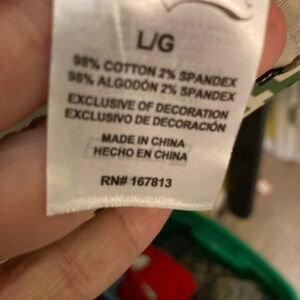 L/G
98% COTTON 2% SPANDEX
98% ALGODÓN 2% SPANDEX
EXCLUSIVE OF DECORATION
EXCLUSIVO DE DECORACIÓN
MADE IN CHINA
HECHO EN CHINA
RN# 167813